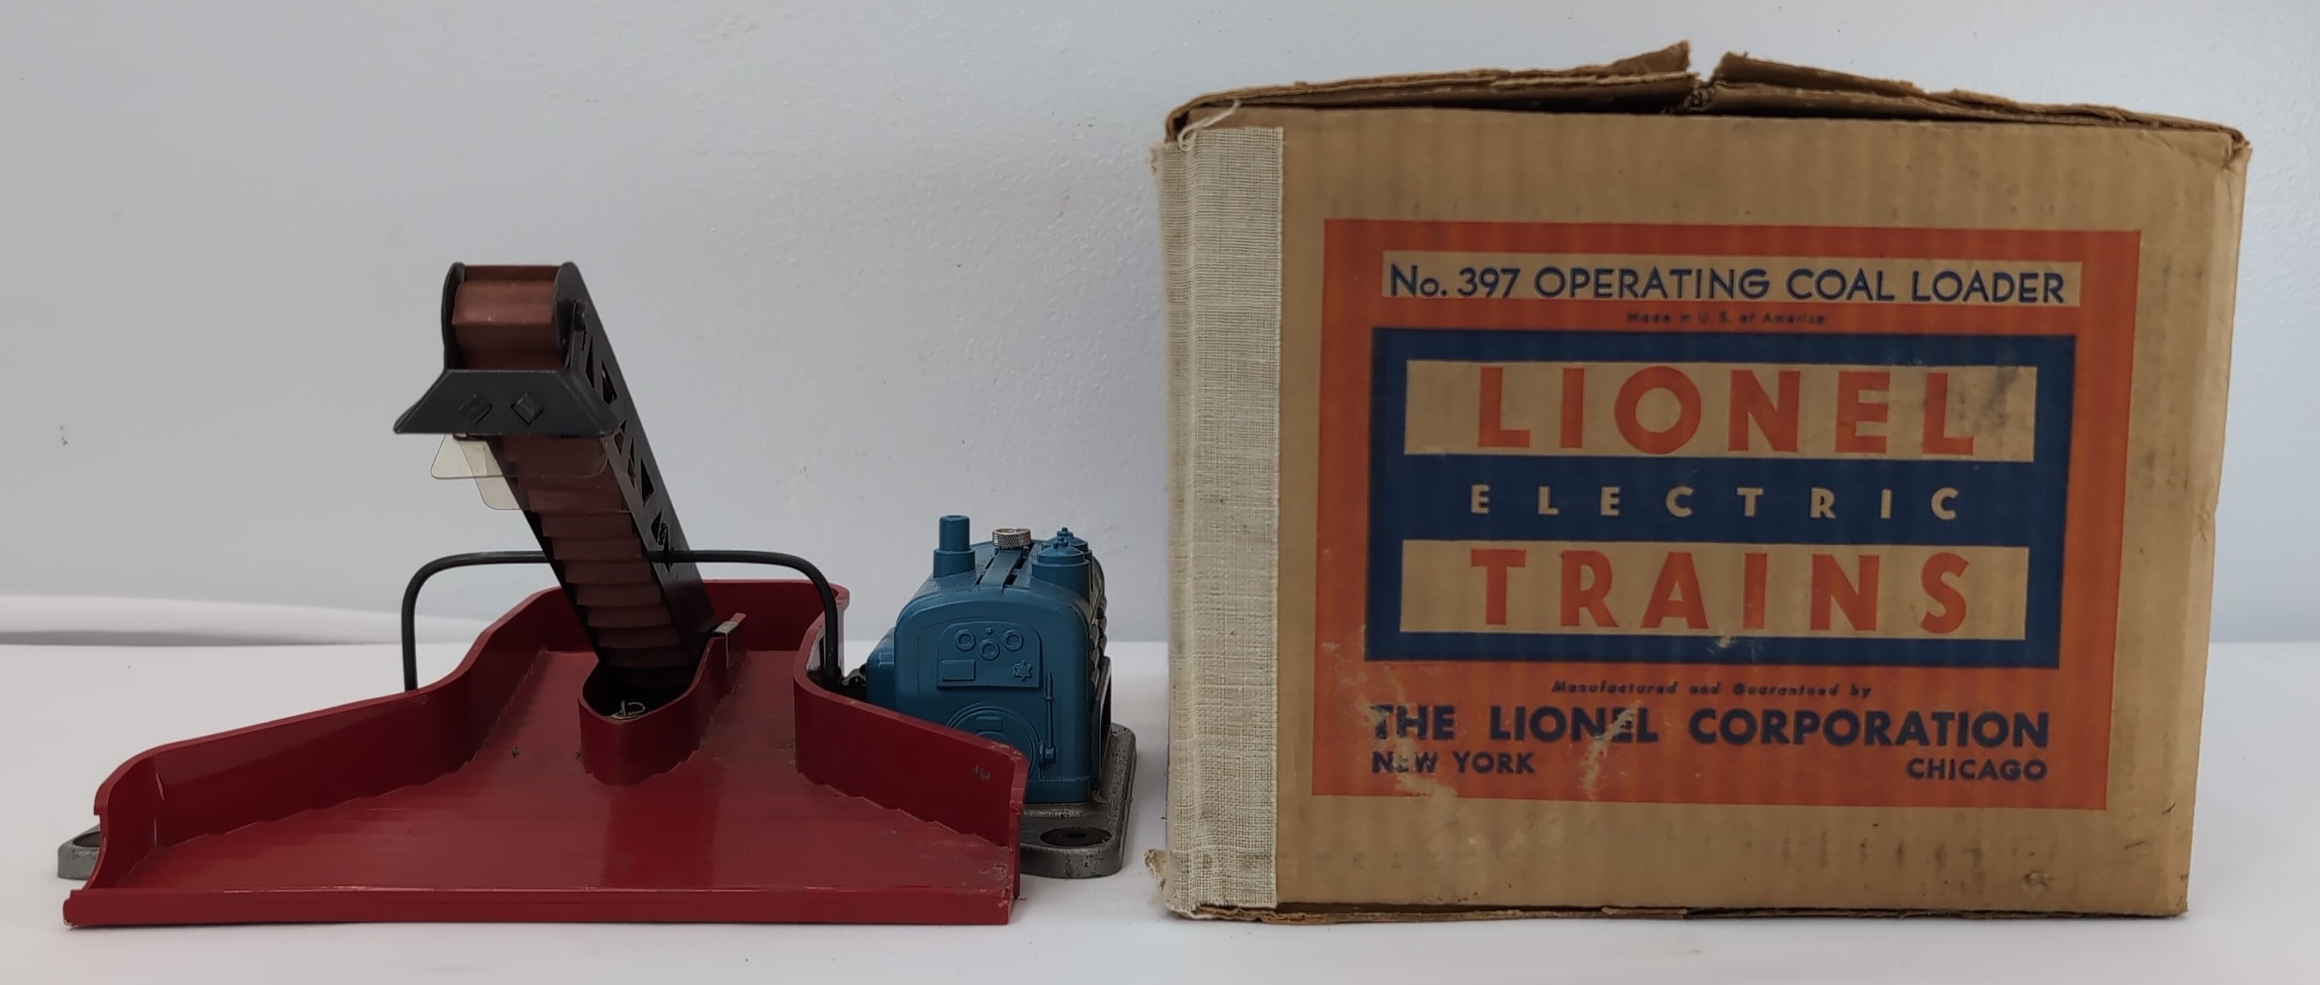 No. 397 OPERATING COAL LOADER
Made in U. S. of America
LIONEL
ELECTRIC
TRAINS
Manufactured and Guaranteed by
THE LIONEL CORPORATION
NEW YORK CHICAGO